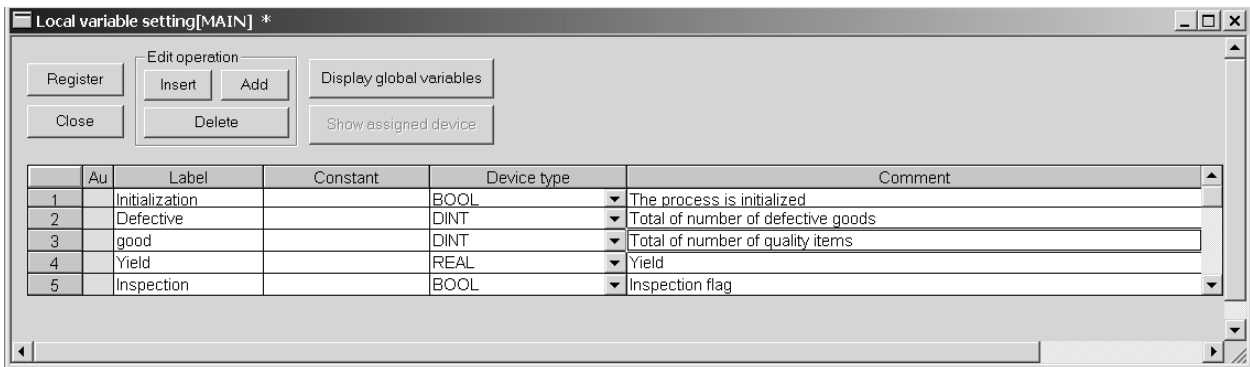 Local variable setting[MAIN] *
Edit operation
Register
Insert
Add
Display global variables
Close
Delete
Show assigned device
Au Label Constant Device type Comment
1 Initialization BOOL The process is initialized
2 Defective DINT Total of number of defective goods
3 good DINT Total of number of quality items
4 Yield REAL Yield
5 Inspection BOOL Inspection flag